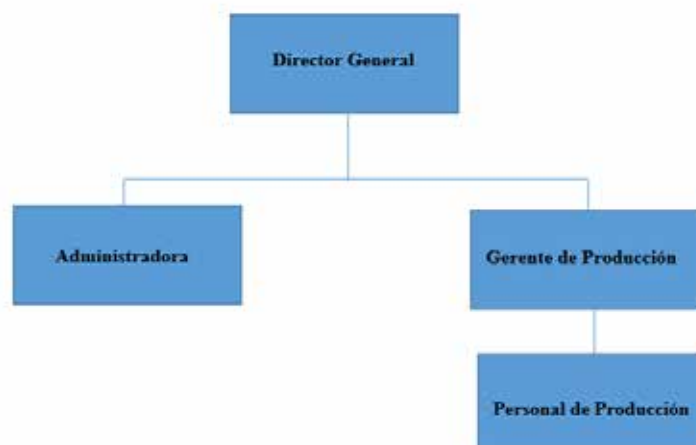 Director General
Administradora
Gerente de Producción
Personal de Producción